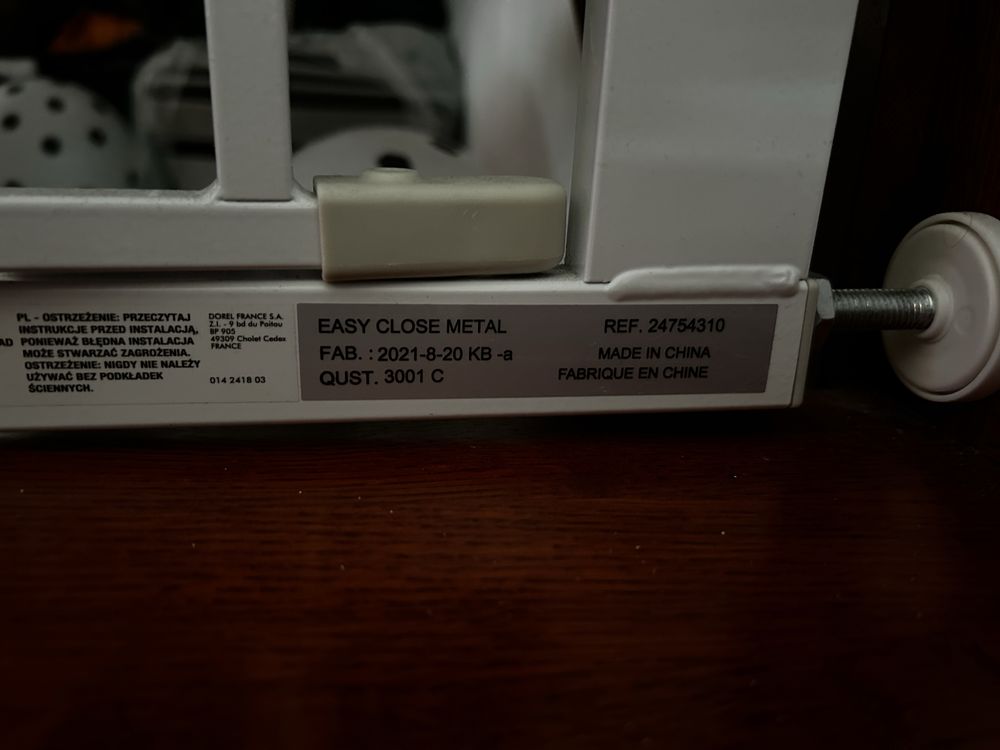 PL - OSTRZEŻENIE: PRZECZYTAJ
INSTRUKCJE PRZED INSTALACJĄ,
AD PONIEWAŻ BŁĘDNA INSTALACJA
MOŻE STWARZAĆ ZAGROŻENIA.
OSTRZEŻENIE: NIGDY NIE NALEŻY
UŻYWAĆ BEZ PODKŁADEK
ŚCIENNYCH.
DOREL FRANCE S.A.
Z.I. - 9 bd du Poitou
BP 905
49309 Cholet Cedex
FRANCE
014 2418 03
EASY CLOSE METAL
FAB. : 2021-8-20 KB -a
QUST. 3001 C
REF. 24754310
MADE IN CHINA
FABRIQUE EN CHINE